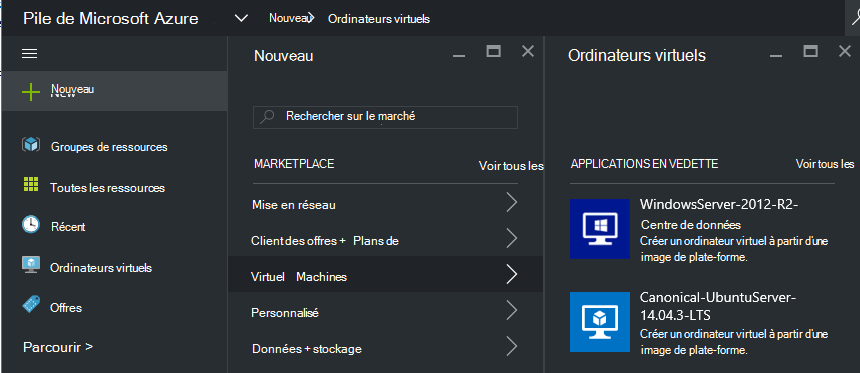 Pile de Microsoft Azure
Nouveau
Ordinateurs virtuels
Nouveau
Groupes de ressources
Toutes les ressources
Récent
Ordinateurs virtuels
Offres
Parcourir >
Nouveau
Rechercher sur le marché
MARKETPLACE
Voir tous les
Mise en réseau
Client des offres + Plans de
Virtuel Machines
Personnalisé
Données + stockage
Ordinateurs virtuels
APPLICATIONS EN VEDETTE
Voir tous les
WindowsServer-2012-R2-
Centre de données
Créer un ordinateur virtuel à partir d'une
image de plate-forme.
Canonical-UbuntuServer-
14.04.3-LTS
Créer un ordinateur virtuel à partir d'une
image de plate-forme.